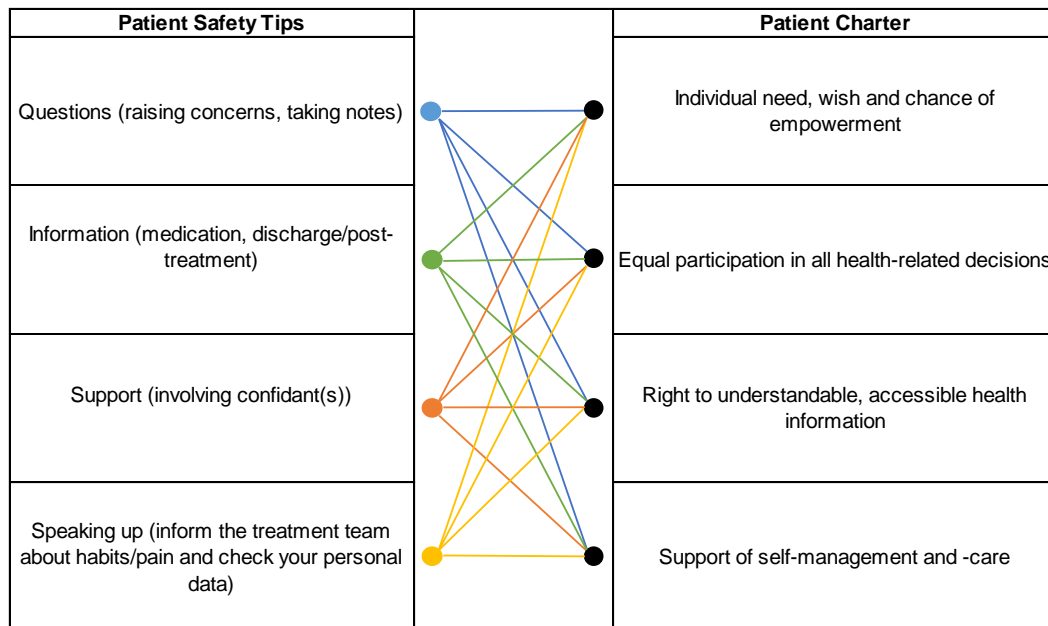 Patient Safety Tips
Patient Charter
Questions (raising concerns, taking notes)
Individual need, wish and chance of
empowerment
Information (medication, discharge/post-
treatment)
Equal participation in all health-related decisions
Support (involving confidant(s))
Right to understandable, accessible health
information
Speaking up (inform the treatment team
about habits/pain and check your personal
data)
Support of self-management and -care